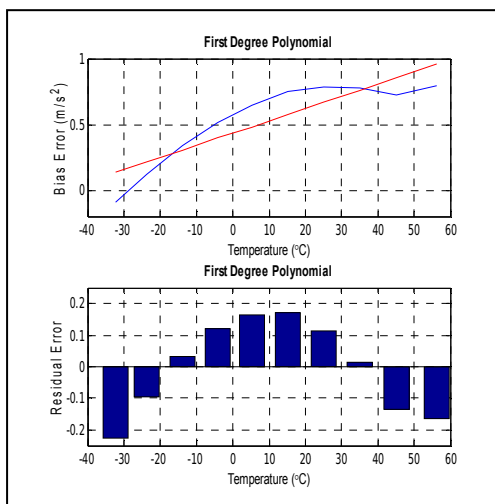 First Degree Polynomial
1
0.5
0
Bias Error (m/s²)
-40 -30 -20 -10 0 10 20 30 40 50 60
Temperature (°C)
First Degree Polynomial
0.2
0.1
0
-0.1
-0.2
Residual Error
-40 -30 -20 -10 0 10 20 30 40 50 60
Temperature (°C)